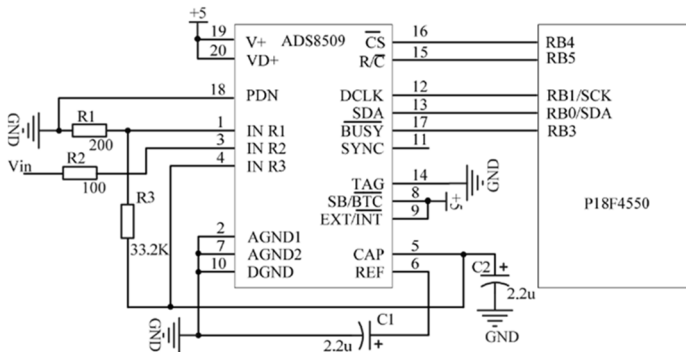 +5
19 V+ ADS8509 CS 16 RB4
20 VD+ R/C 15 RB5
18 PDN DCLK 12 RB1/SCK
GND R1 200 1 IN R1 SDA 13 RB0/SDA
3 IN R2 BUSY 17 RB3
Vin R2 100 4 IN R3 SYNC 11
R3 33.2K TAG 14 GND
SB/BTC 8 +5
EXT/INT 9
P18F4550
2 AGND1
7 AGND2 CAP 5
10 DGND REF 6
C2 + 2.2u
GND
GND C1 2.2u +